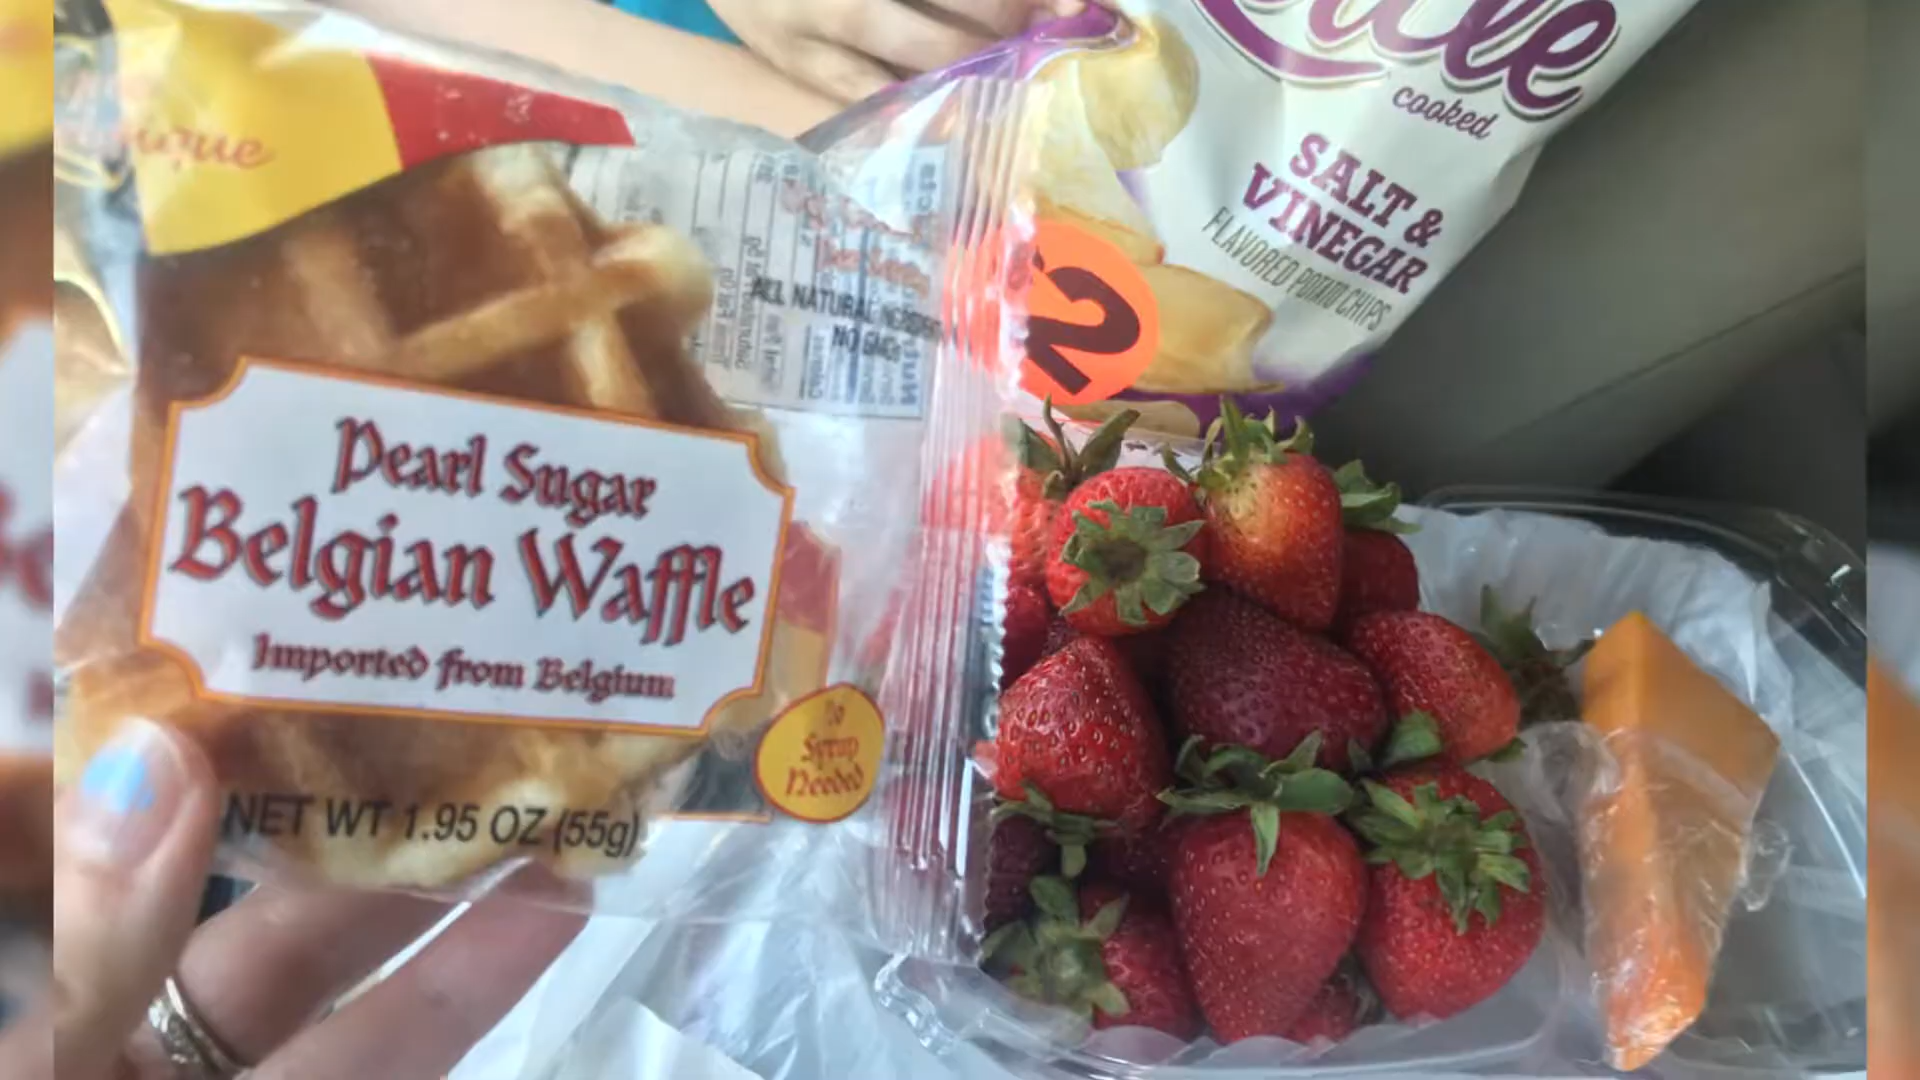 Pearl Sugar
Belgian Waffle
Imported from Belgium
No
Syrup
Needed
NET WT 1.95 OZ (55g)
ALL NATURAL
NO GMOs
cooked
SALT &
VINEGAR
FLAVORED POTATO CHIPS
2